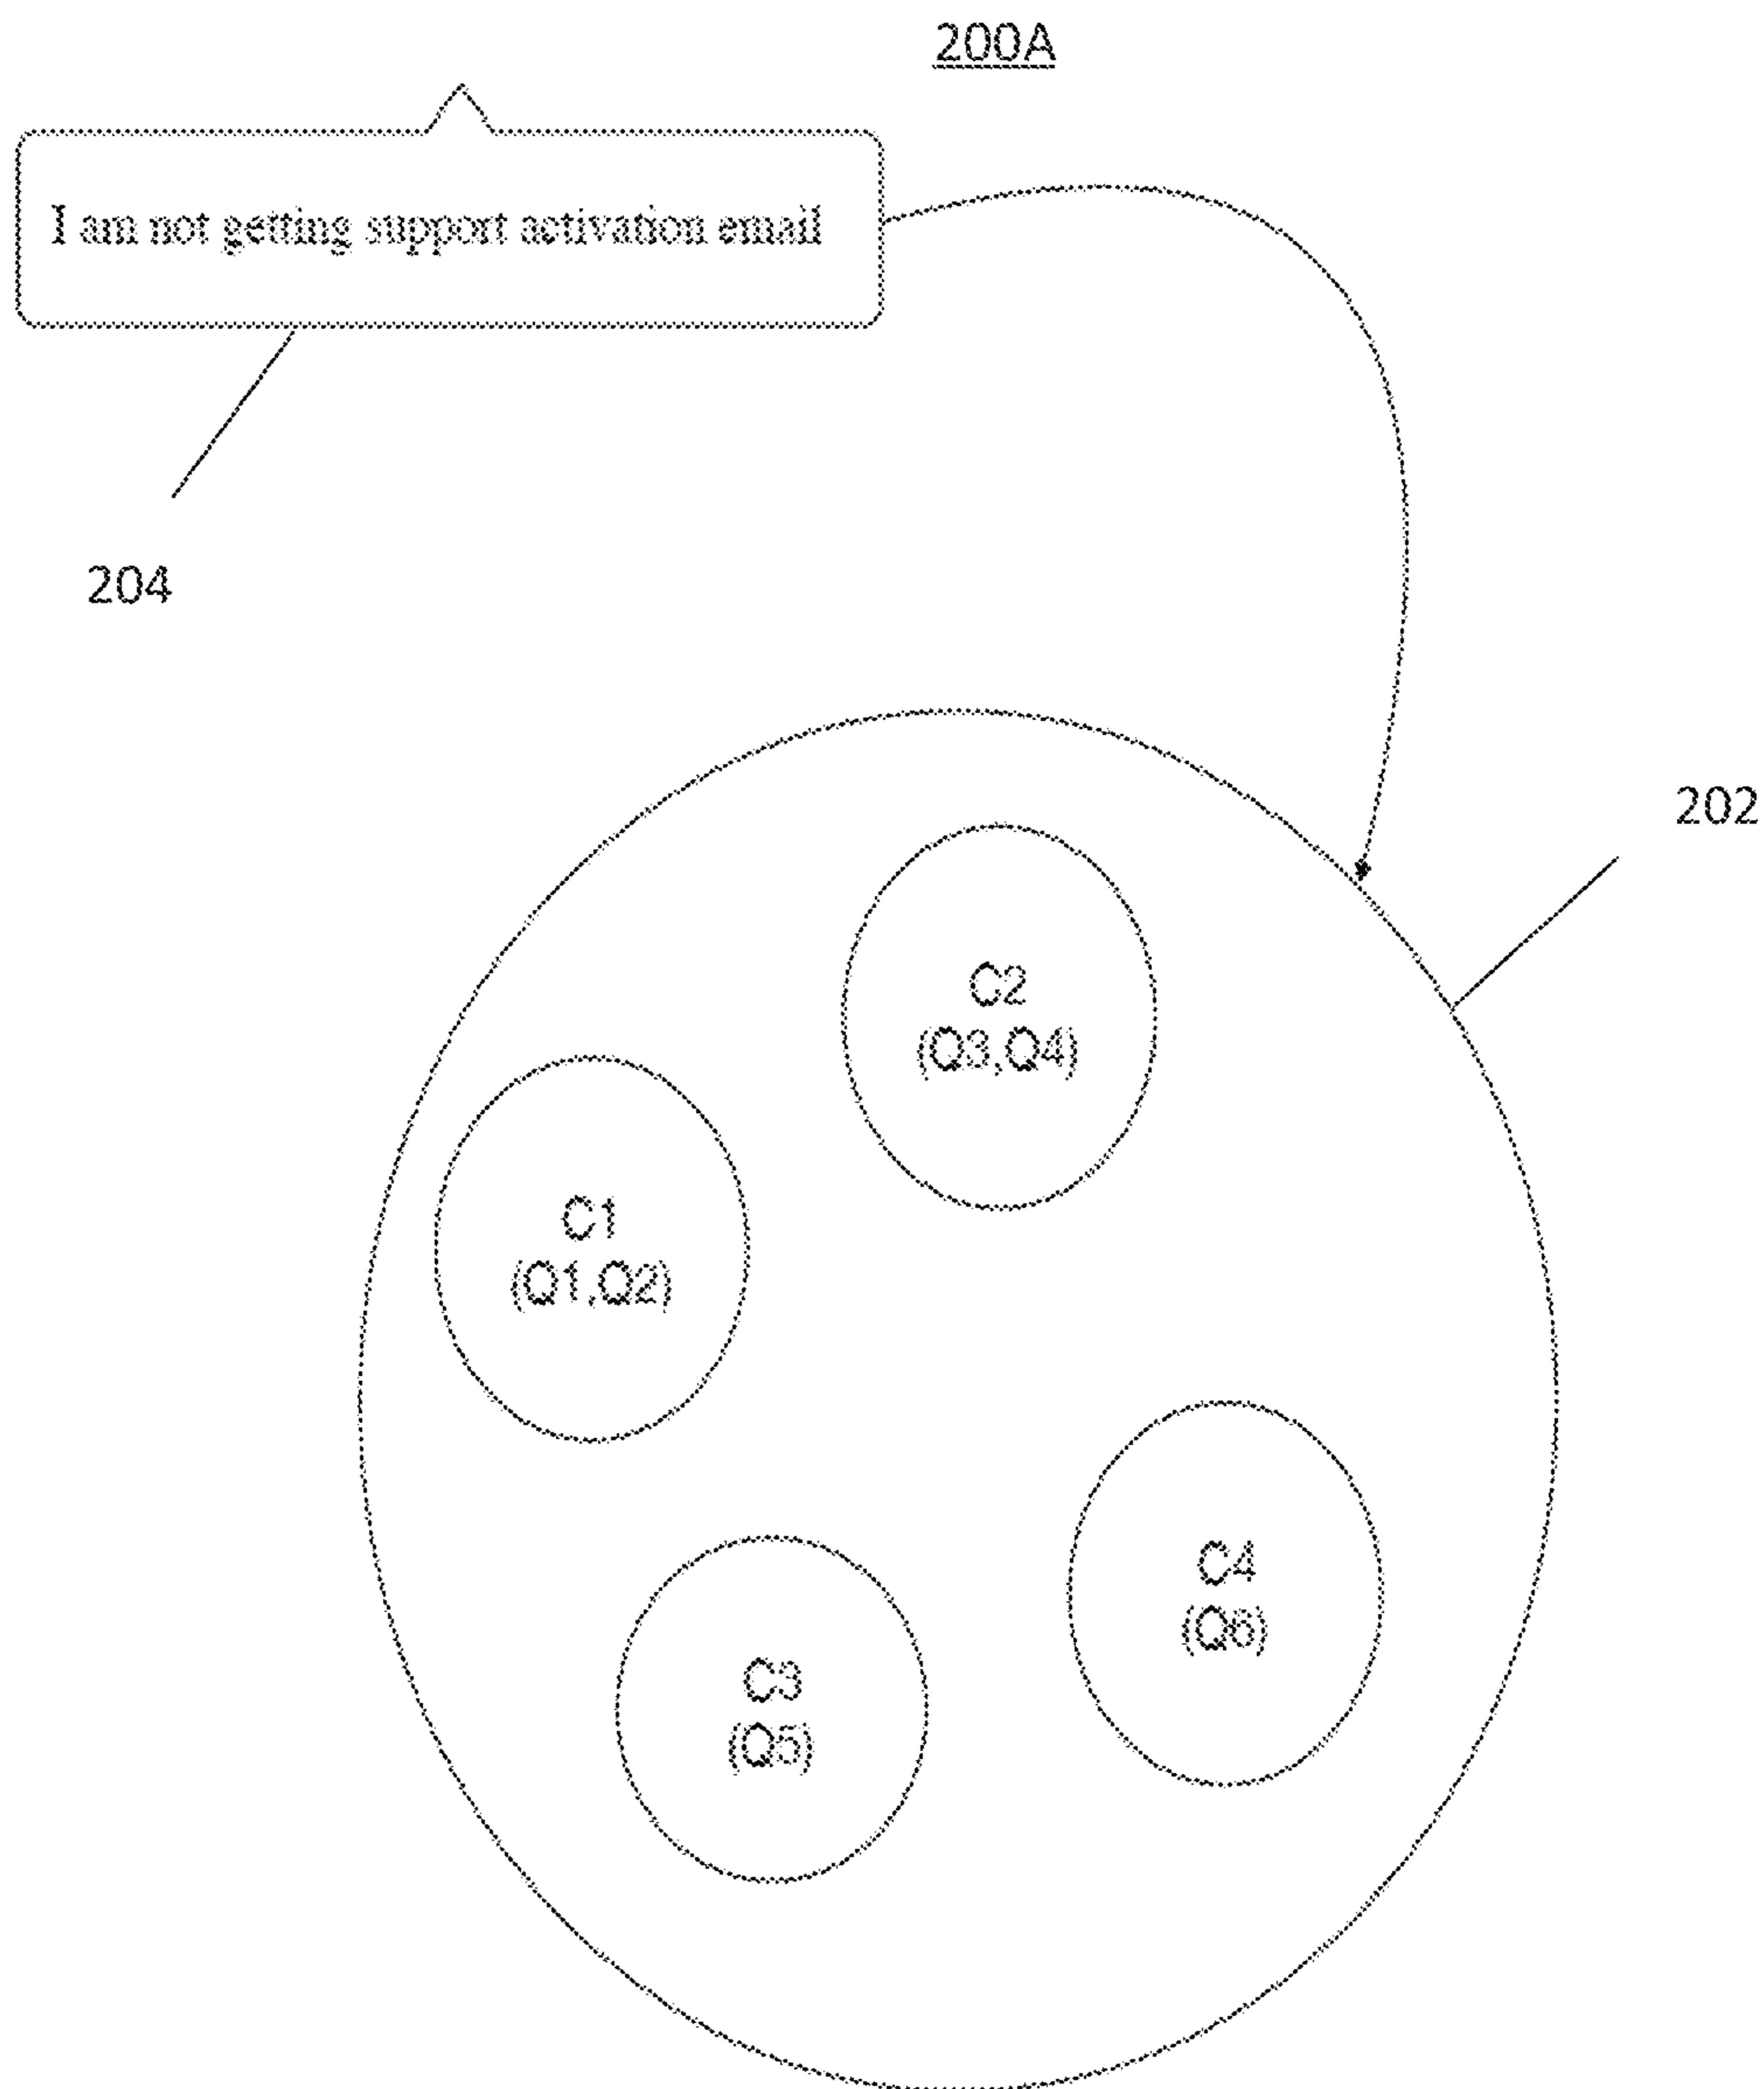 200A
I am not getting support activation email
204
202
C2
(Q3,Q4)
C1
(Q1,Q2)
C4
(Q6)
C3
(Q5)